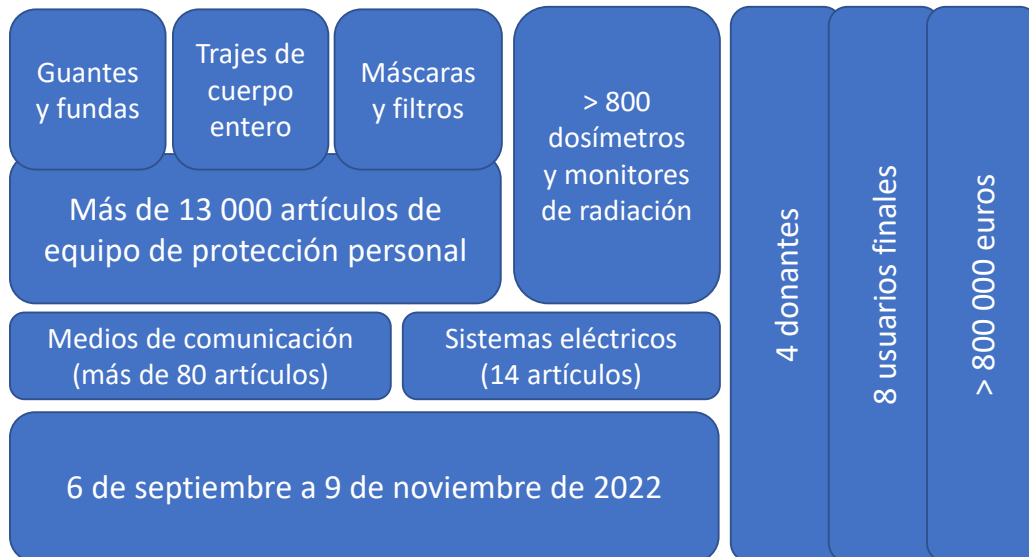 Guantes
y fundas
Trajes de
cuerpo
entero
Máscaras
y filtros
> 800
dosímetros
y monitores
de radiación
Más de 13 000 artículos de
equipo de protección personal
Medios de comunicación
(más de 80 artículos)
Sistemas eléctricos
(14 artículos)
6 de septiembre a 9 de noviembre de 2022
4 donantes
8 usuarios finales
> 800 000 euros